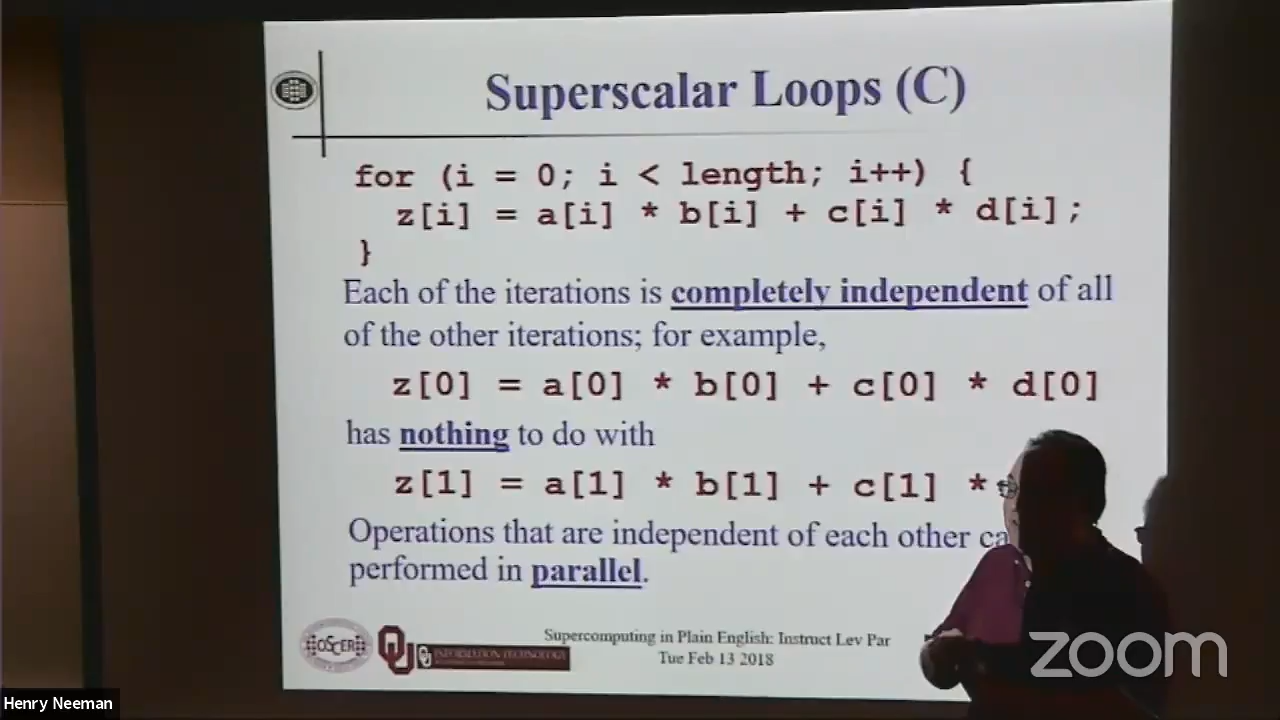 Superscalar Loops (C)
for (i = 0; i < length; i++) {
z[i] = a[i] * b[i] + c[i] * d[i];
}
Each of the iterations is completely independent of all
of the other iterations; for example,
z[0] = a[0] * b[0] + c[0] * d[0]
has nothing to do with
z[1] = a[1] * b[1] + c[1] *
Operations that are independent of each other ca
performed in parallel.
OSCER
INFORMATION TECHNOLOGY
Supercomputing in Plain English: Instruct Lev Par
Tue Feb 13 2018
zoom
Henry Neeman